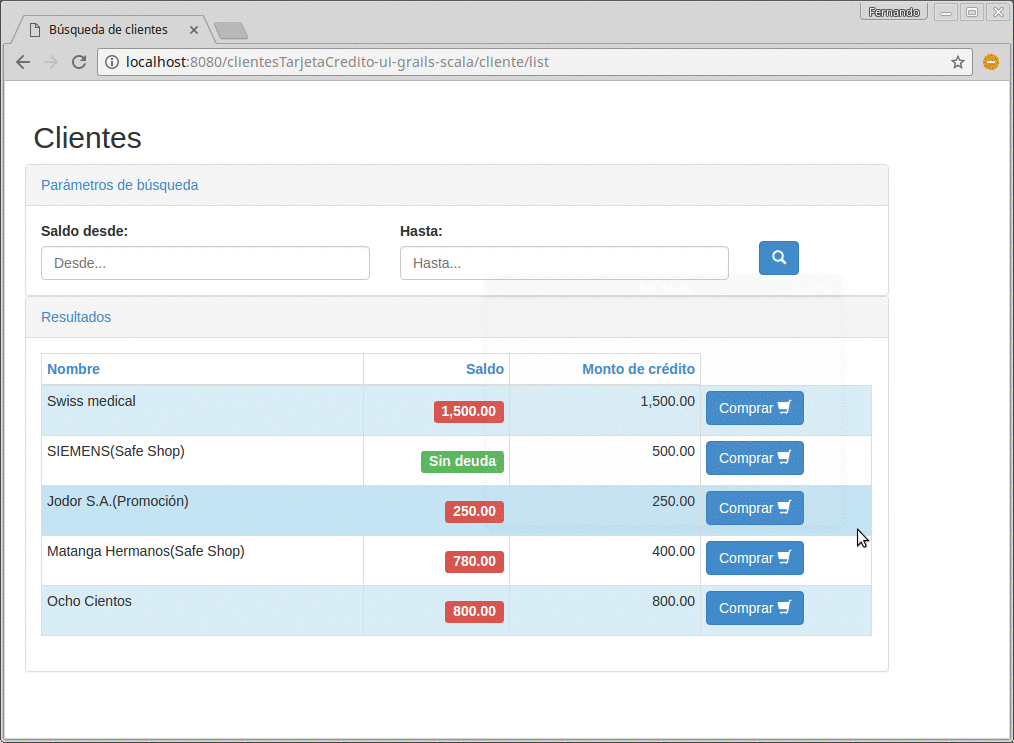 Fernando
Búsqueda de clientes
localhost:8080/clientesTarjetaCredito-ui-grails-scala/cliente/list
Clientes
Parámetros de búsqueda
Saldo desde: Hasta:
Desde... Hasta...
Resultados
Nombre Saldo Monto de crédito
Swiss medical 1,500.00 1,500.00 Comprar
SIEMENS(Safe Shop) Sin deuda 500.00 Comprar
Jodor S.A.(Promoción) 250.00 250.00 Comprar
Matanga Hermanos(Safe Shop) 780.00 400.00 Comprar
Ocho Cientos 800.00 800.00 Comprar